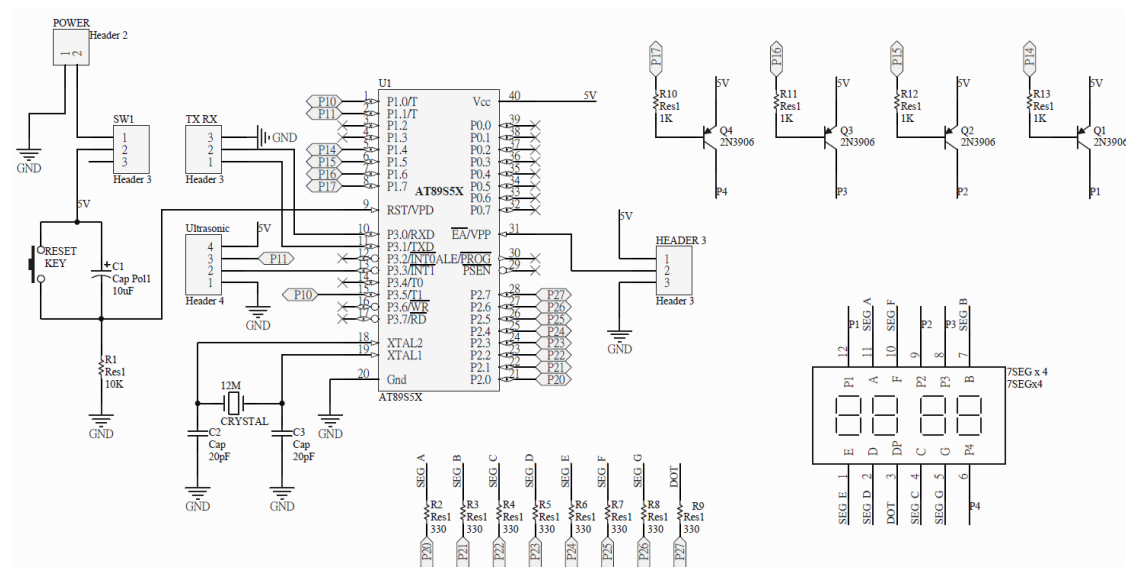 POWER
Header 2
1
2
GND
SW1
1
2
3
Header 3
5V
RESET
KEY
C1
Cap Pol1
10uF
R1
Res1
10K
GND
TX RX
3
2
1
GND
Header 3
Ultrasonic
4
3
2
1
Header 4
5V
P11
GND
P10
12M
CRYSTAL
C2
Cap
20pF
GND
C3
Cap
20pF
GND
GND
U1
P10 1 P1.0/T
P11 2 P1.1/T
3 P1.2
4 P1.3
P14 5 P1.4
P15 6 P1.5
P16 7 P1.6
P17 8 P1.7
AT89S5X
9 RST/VPD
10 P3.0/RXD
11 P3.1/TXD
12 P3.2/INT0
13 P3.3/INT1
14 P3.4/T0
15 P3.5/T1
16 P3.6/WR
17 P3.7/RD
18 XTAL2
19 XTAL1
20 Gnd
AT89S5X
Vcc 40 5V
P0.0 39
P0.1 38
P0.2 37
P0.3 36
P0.4 35
P0.5 34
P0.6 33
P0.7 32
EA/VPP 31
ALE/PROG 30
PSEN 29
P2.7 28 P27
P2.6 27 P26
P2.5 26 P25
P2.4 25 P24
P2.3 24 P23
P2.2 23 P22
P2.1 22 P21
P2.0 21 P20
5V
HEADER 3
1
2
3
Header 3
GND
P17
R10
Res1
1K
5V
Q4
2N3906
P4
P16
R11
Res1
1K
5V
Q3
2N3906
P3
P15
R12
Res1
1K
5V
Q2
2N3906
P2
P14
R13
Res1
1K
5V
Q1
2N3906
P1
SEG A
R2
Res1
330
P20
SEG B
R3
Res1
330
P21
SEG C
R4
Res1
330
P22
SEG D
R5
Res1
330
P23
SEG E
R6
Res1
330
P24
SEG F
R7
Res1
330
P25
SEG G
R8
Res1
330
P26
DOT
R9
Res1
330
P27
P1 SEG A SEG F P2 P3 SEG B
12 11 10 9 8 7
P1 A F P2 P3 B
7SEG x 4
7SEGx4
E D DP C G P4
1 2 3 4 5 6
SEG E SEG D DOT SEG C SEG G P4